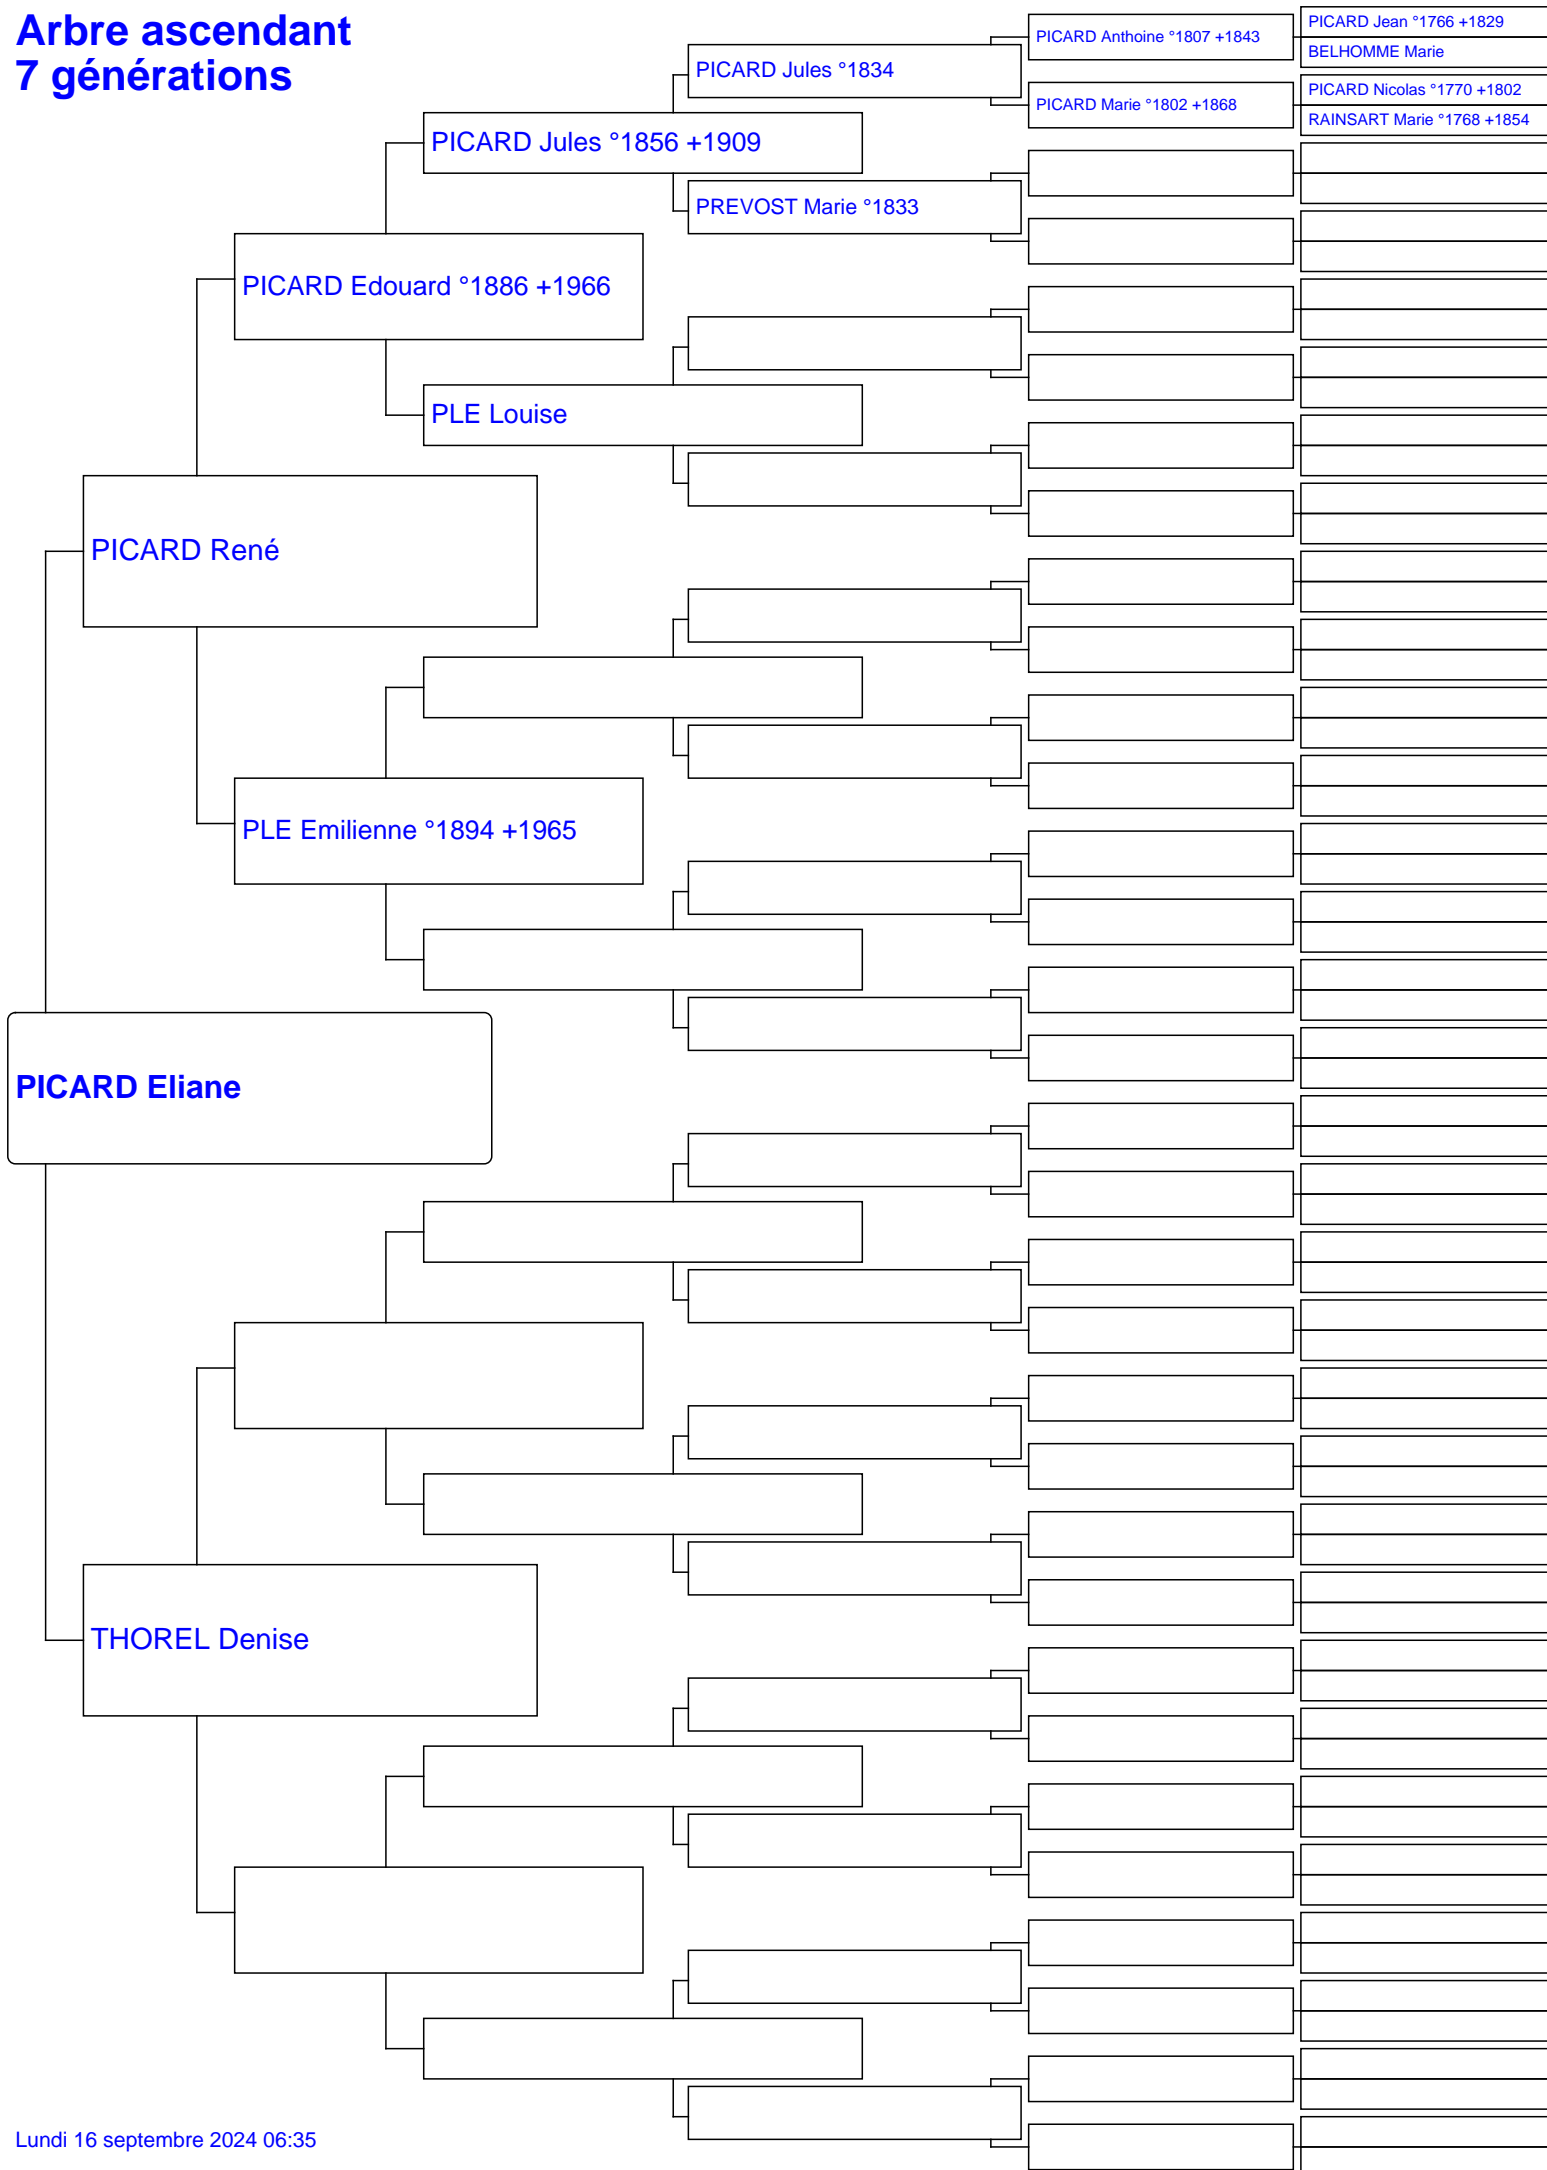 Arbre ascendant
7 générations
PICARD Anthoine °1807 +1843
PICARD Jean °1766 +1829
BELHOMME Marie
PICARD Jules °1834
PICARD Marie °1802 +1868
PICARD Nicolas °1770 +1802
RAINSART Marie °1768 +1854
PICARD Jules °1856 +1909
PREVOST Marie °1833
PICARD Edouard °1886 +1966
PLE Louise
PICARD René
PLE Emilienne °1894 +1965
PICARD Eliane
THOREL Denise
Lundi 16 septembre 2024 06:35